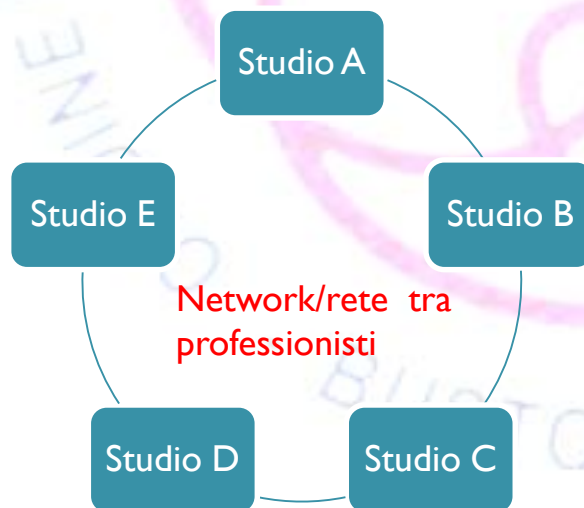 Studio A
Studio E
Studio B
Network/rete tra
professionisti
Studio D
Studio C